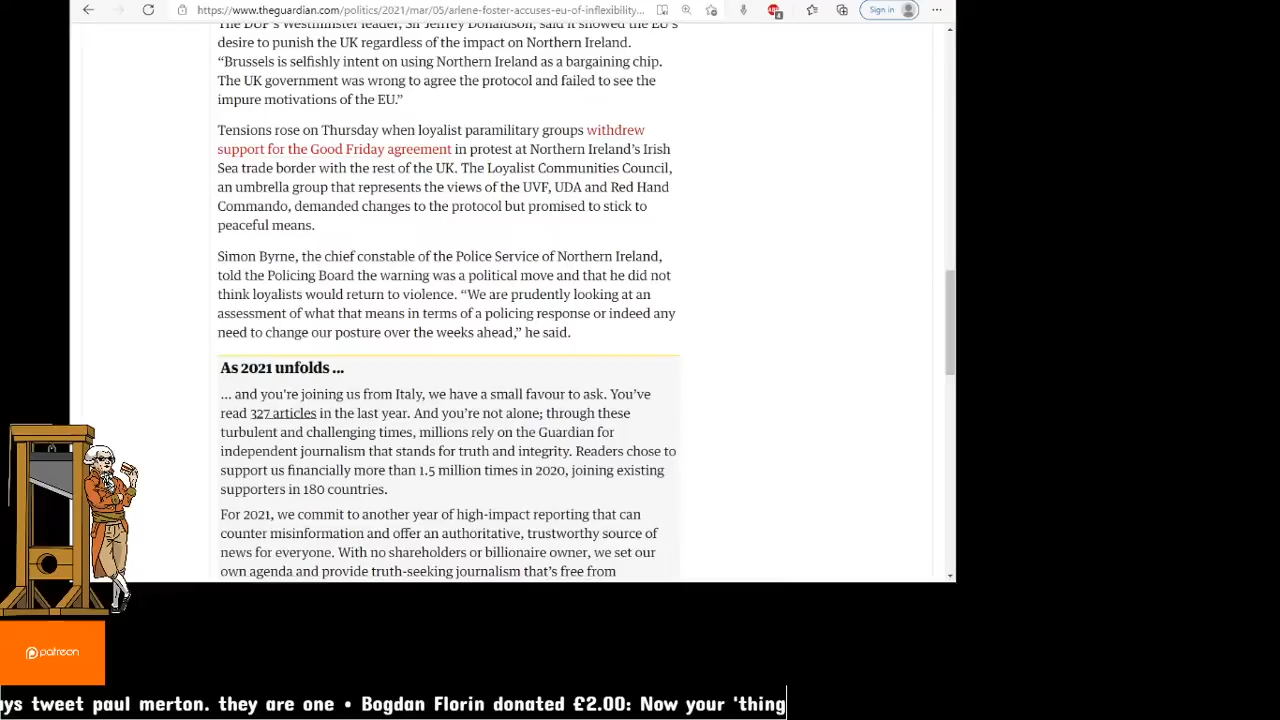 https://www.theguardian.com/politics/2021/mar/05/arlene-foster-accuses-eu-of-inflexibility...
Sign in
The DUP's Westminster leader, Sir Jeffrey Donaldson, said it showed the EU's
desire to punish the UK regardless of the impact on Northern Ireland.
“Brussels is selfishly intent on using Northern Ireland as a bargaining chip.
The UK government was wrong to agree the protocol and failed to see the
impure motivations of the EU.”
Tensions rose on Thursday when loyalist paramilitary groups withdrew
support for the Good Friday agreement in protest at Northern Ireland’s Irish
Sea trade border with the rest of the UK. The Loyalist Communities Council,
an umbrella group that represents the views of the UVF, UDA and Red Hand
Commando, demanded changes to the protocol but promised to stick to
peaceful means.
Simon Byrne, the chief constable of the Police Service of Northern Ireland,
told the Policing Board the warning was a political move and that he did not
think loyalists would return to violence. “We are prudently looking at an
assessment of what that means in terms of a policing response or indeed any
need to change our posture over the weeks ahead,” he said.
As 2021 unfolds ...
... and you're joining us from Italy, we have a small favour to ask. You’ve
read 327 articles in the last year. And you’re not alone; through these
turbulent and challenging times, millions rely on the Guardian for
independent journalism that stands for truth and integrity. Readers chose to
support us financially more than 1.5 million times in 2020, joining existing
supporters in 180 countries.
For 2021, we commit to another year of high-impact reporting that can
counter misinformation and offer an authoritative, trustworthy source of
news for everyone. With no shareholders or billionaire owner, we set our
own agenda and provide truth-seeking journalism that’s free from
patreon
ys tweet paul merton. they are one • Bogdan Florin donated £2.00: Now your 'thing